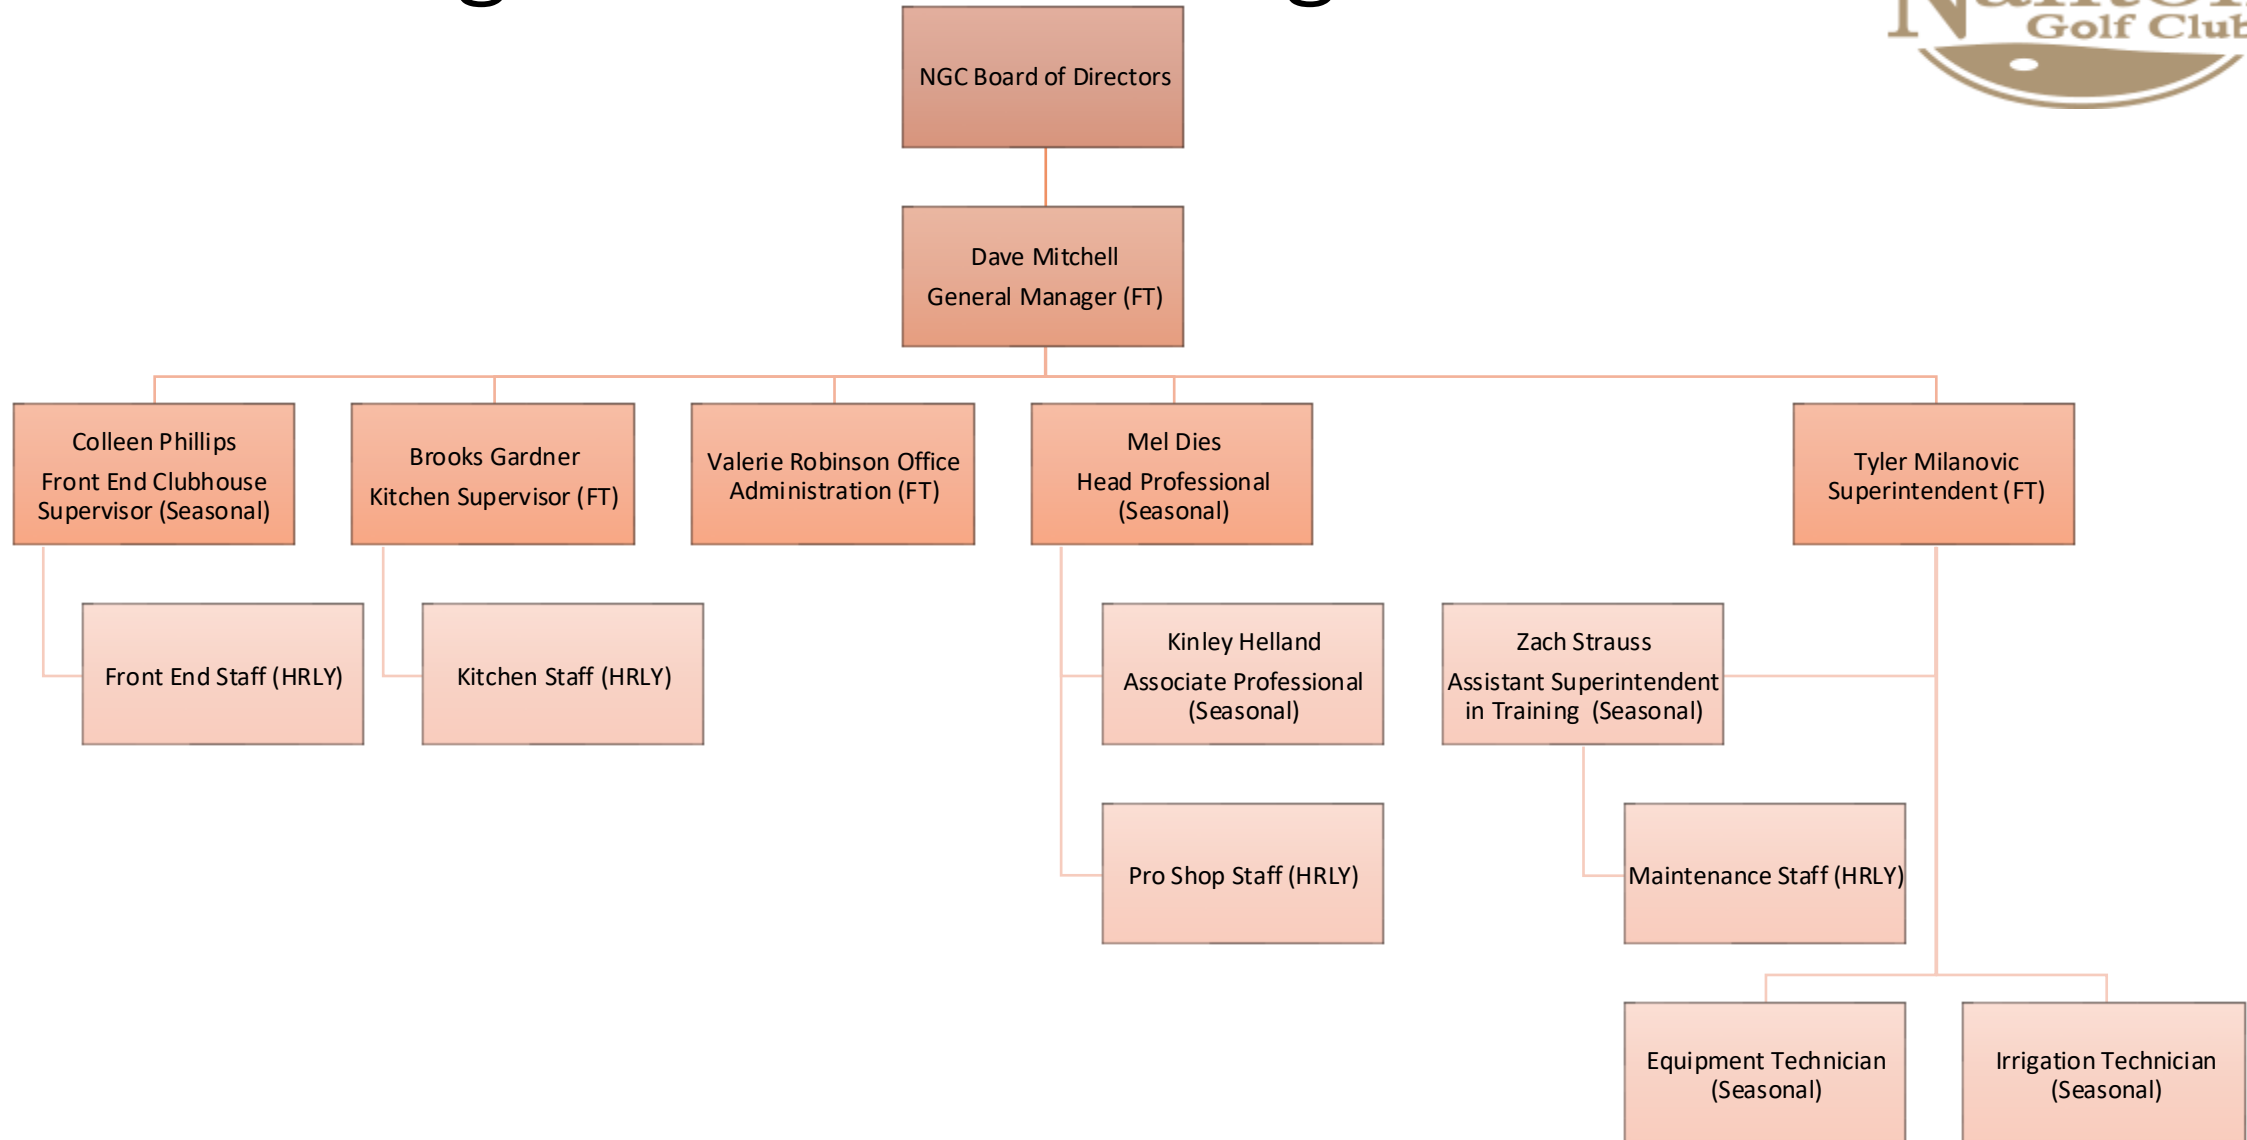 Golf Club
NGC Board of Directors
Dave Mitchell
General Manager (FT)
Colleen Phillips
Front End Clubhouse
Supervisor (Seasonal)
Brooks Gardner
Kitchen Supervisor (FT)
Valerie Robinson Office
Administration (FT)
Mel Dies
Head Professional
(Seasonal)
Tyler Milanovic
Superintendent (FT)
Front End Staff (HRLY)
Kitchen Staff (HRLY)
Kinley Helland
Associate Professional
(Seasonal)
Zach Strauss
Assistant Superintendent
in Training (Seasonal)
Pro Shop Staff (HRLY)
Maintenance Staff (HRLY)
Equipment Technician
(Seasonal)
Irrigation Technician
(Seasonal)